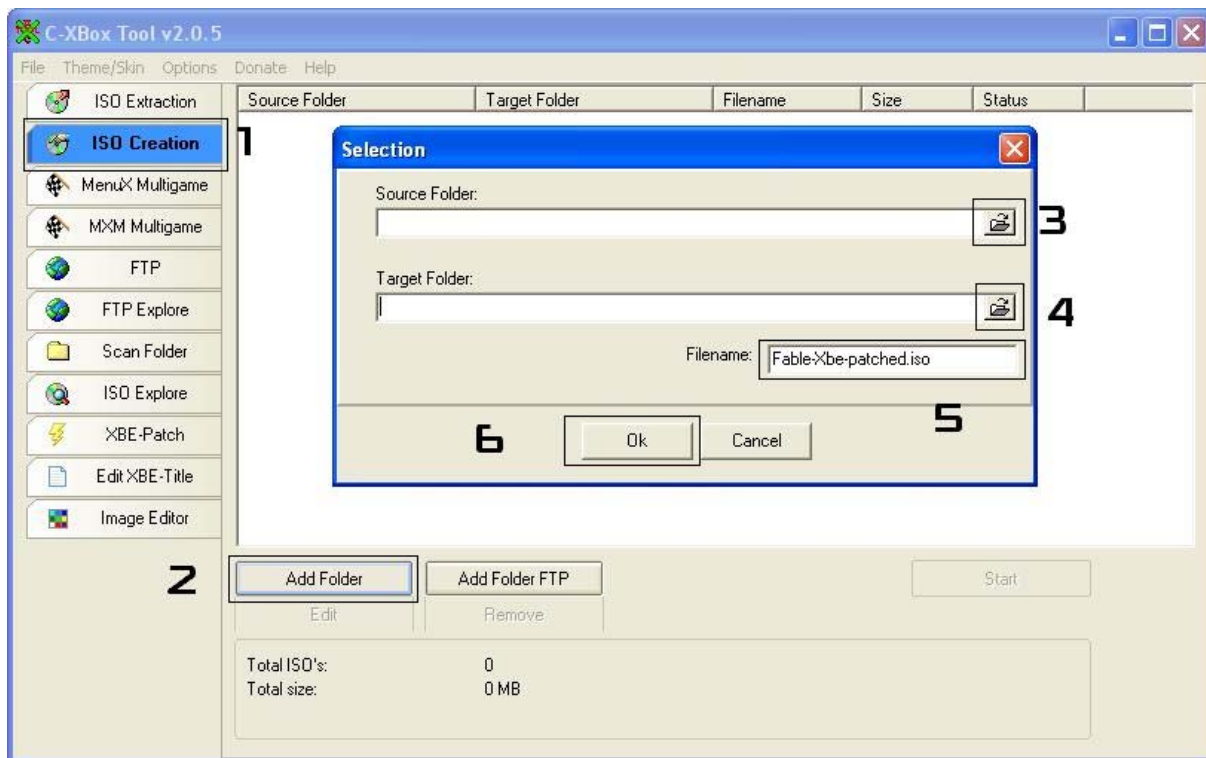 C-XBox Tool v2.0.5
File Theme/Skin Options Donate Help
ISO Extraction
Source Folder Target Folder Filename Size Status
ISO Creation
1
Selection
MenuX Multigame
Source Folder:
3
MXM Multigame
FTP
Target Folder:
FTP Explore
4
Scan Folder
Filename: Fable-Xbe-patched.iso
ISO Explore
5
XBE-Patch
6
Ok Cancel
Edit XBE-Title
Image Editor
2
Add Folder Add Folder FTP Start
Edit Remove
Total ISO's: 0
Total size: 0 MB